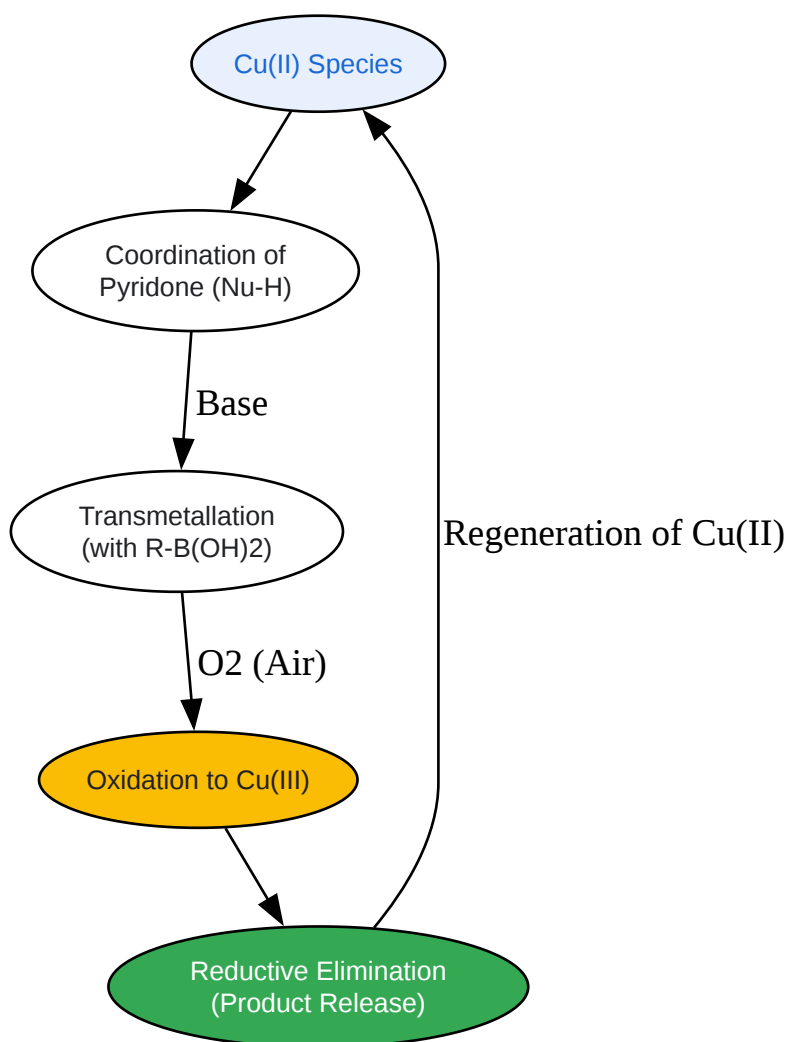 Cu(II) Species
Coordination of
Pyridone (Nu-H)
Base
Transmetallation
(with R-B(OH)2)
Regeneration of Cu(II)
O2 (Air)
Oxidation to Cu(III)
Reductive Elimination
(Product Release)